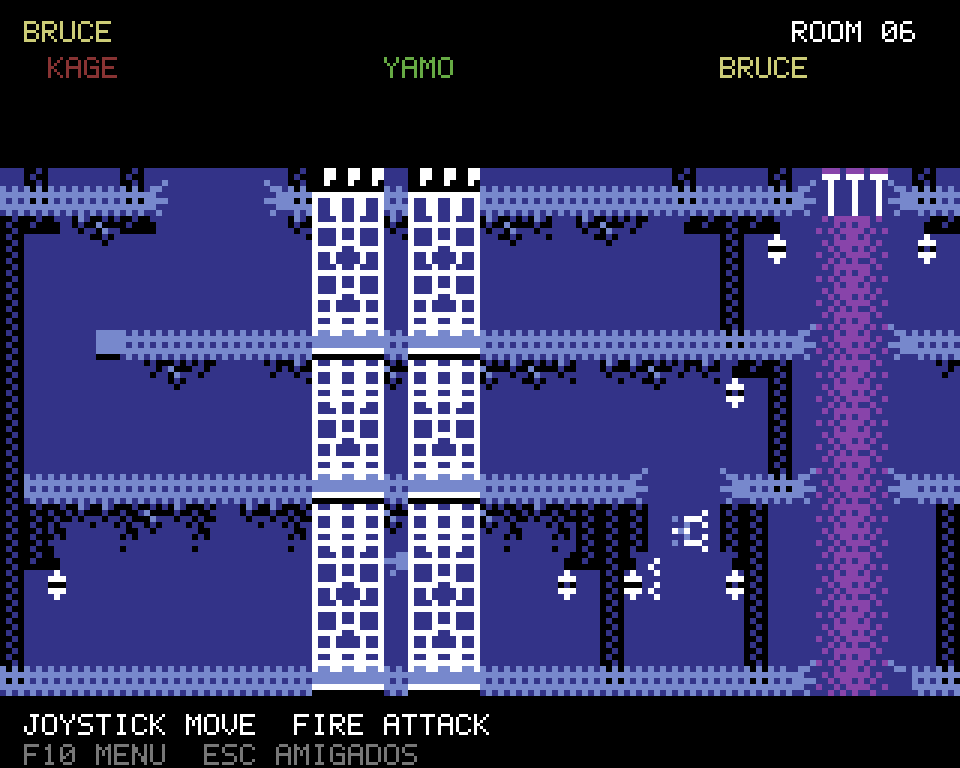 BRUCE ROOM 06
KAGE YAMO BRUCE
JOYSTICK MOVE FIRE ATTACK
F10 MENU ESC AMIGADOS